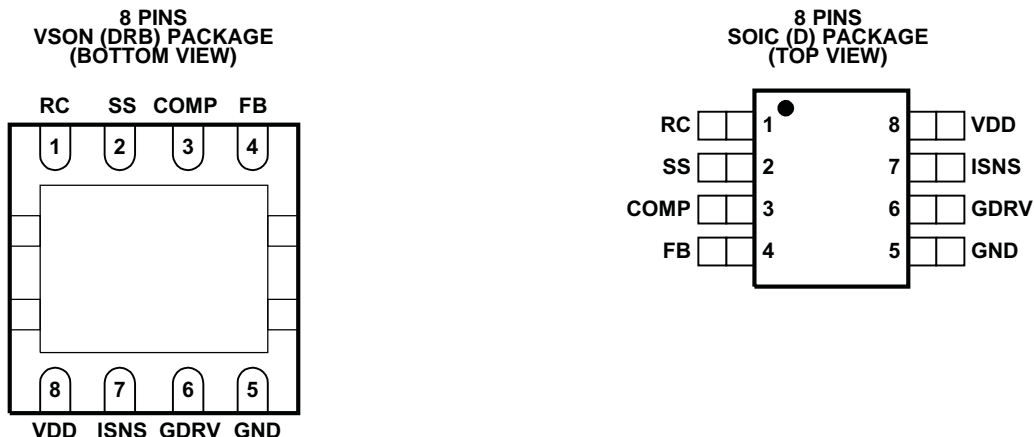 8 PINS
VSON (DRB) PACKAGE
(BOTTOM VIEW)
RC SS COMP FB
1 2 3 4
8 7 6 5
VDD ISNS GDRV GND
8 PINS
SOIC (D) PACKAGE
(TOP VIEW)
RC 1 8 VDD
SS 2 7 ISNS
COMP 3 6 GDRV
FB 4 5 GND